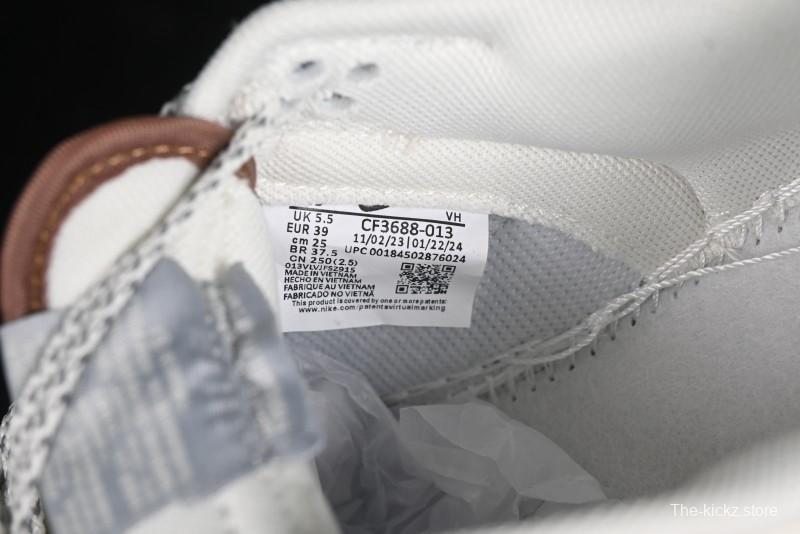 VH
UK 5.5
EUR 39
cm 25
BR 37.5
CN 250(2.5)
CF3688-013
11/02/23|01/22/24
UPC 00184502876024
013VLV/FSZ915
MADE IN VIETNAM
HECHO EN VIETNAM
FABRIQUE AU VIETNAM
FABRICADO NO VIETNÃ
This product is covered by one or more patents:
www.nike.com/patentsvirtualmarking
The-kickz.store